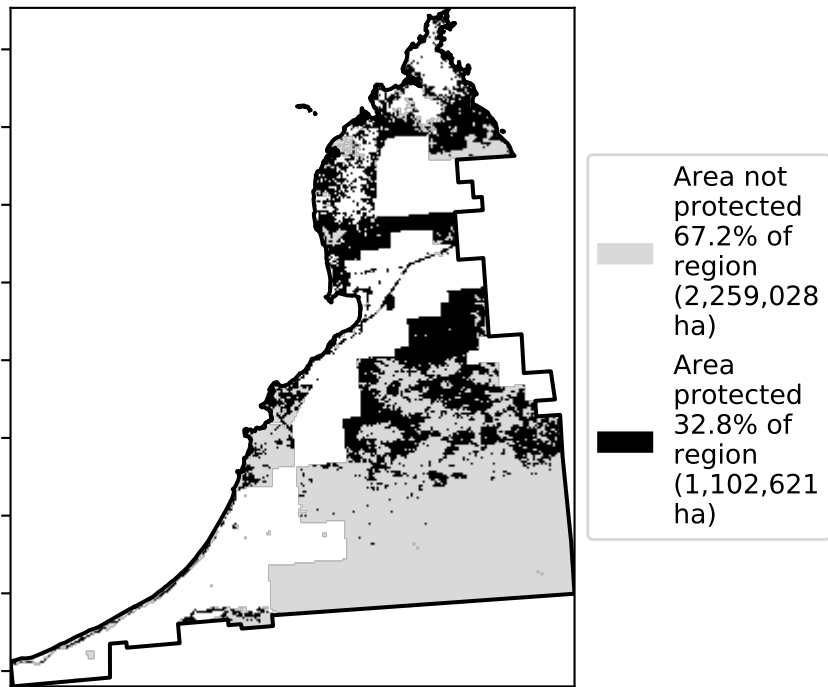 Area not
protected
67.2% of
region
(2,259,028
ha)
Area
protected
32.8% of
region
(1,102,621
ha)